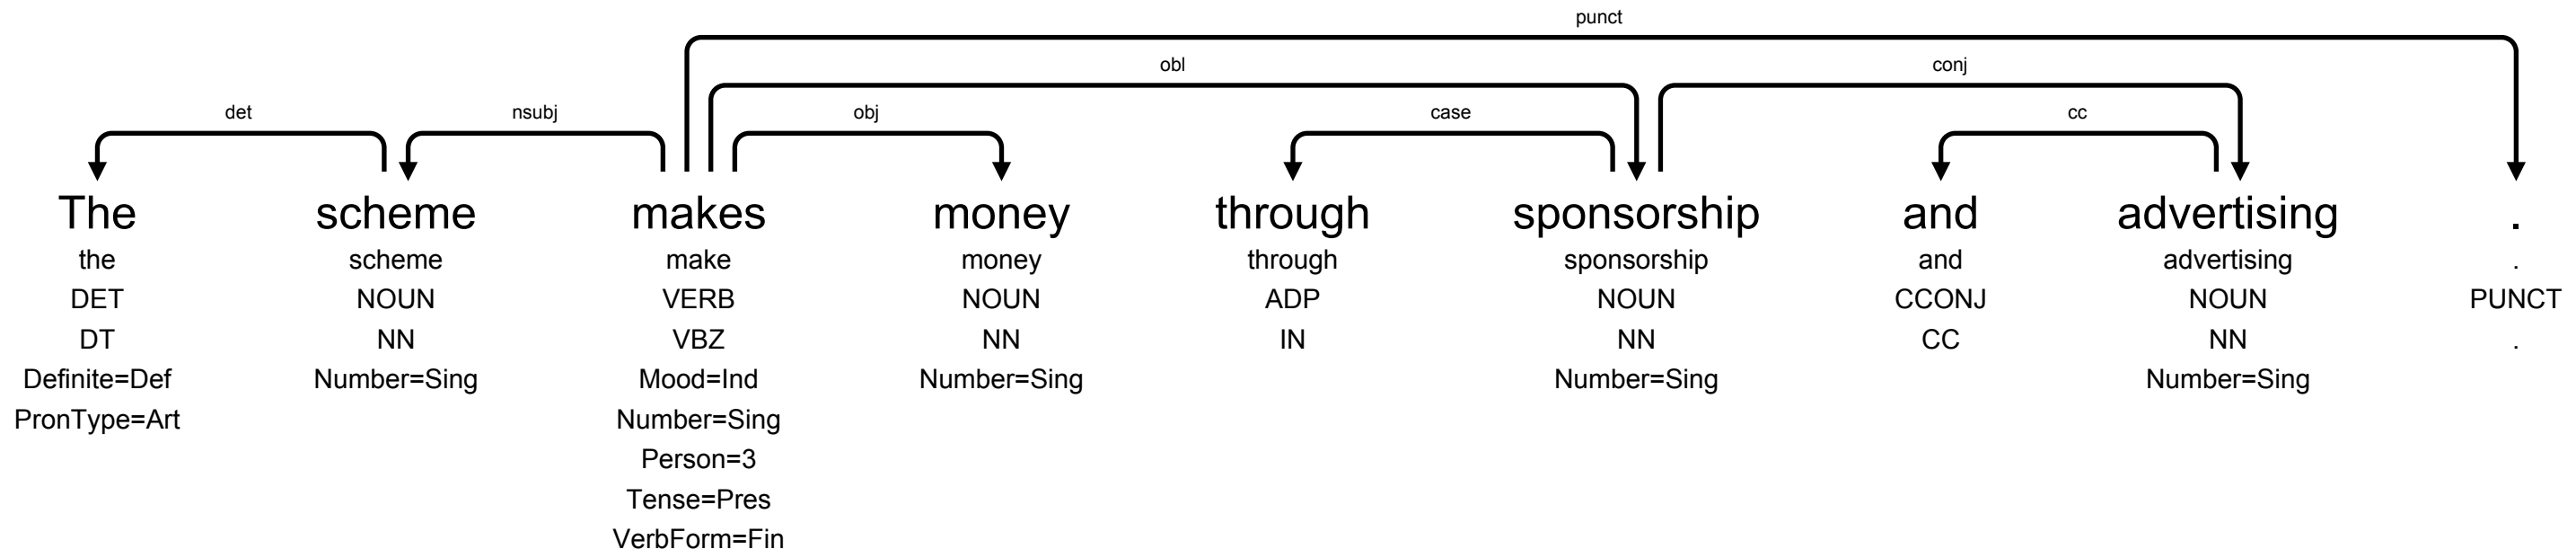 punct
obl conj
det nsubj obj case cc
The scheme makes money through sponsorship and advertising .
the scheme make money through sponsorship and advertising .
DET NOUN VERB NOUN ADP NOUN CCONJ NOUN PUNCT
DT NN VBZ NN IN NN CC NN .
Definite=Def Number=Sing Mood=Ind Number=Sing Number=Sing Number=Sing
PronType=Art Number=Sing
Person=3
Tense=Pres
VerbForm=Fin